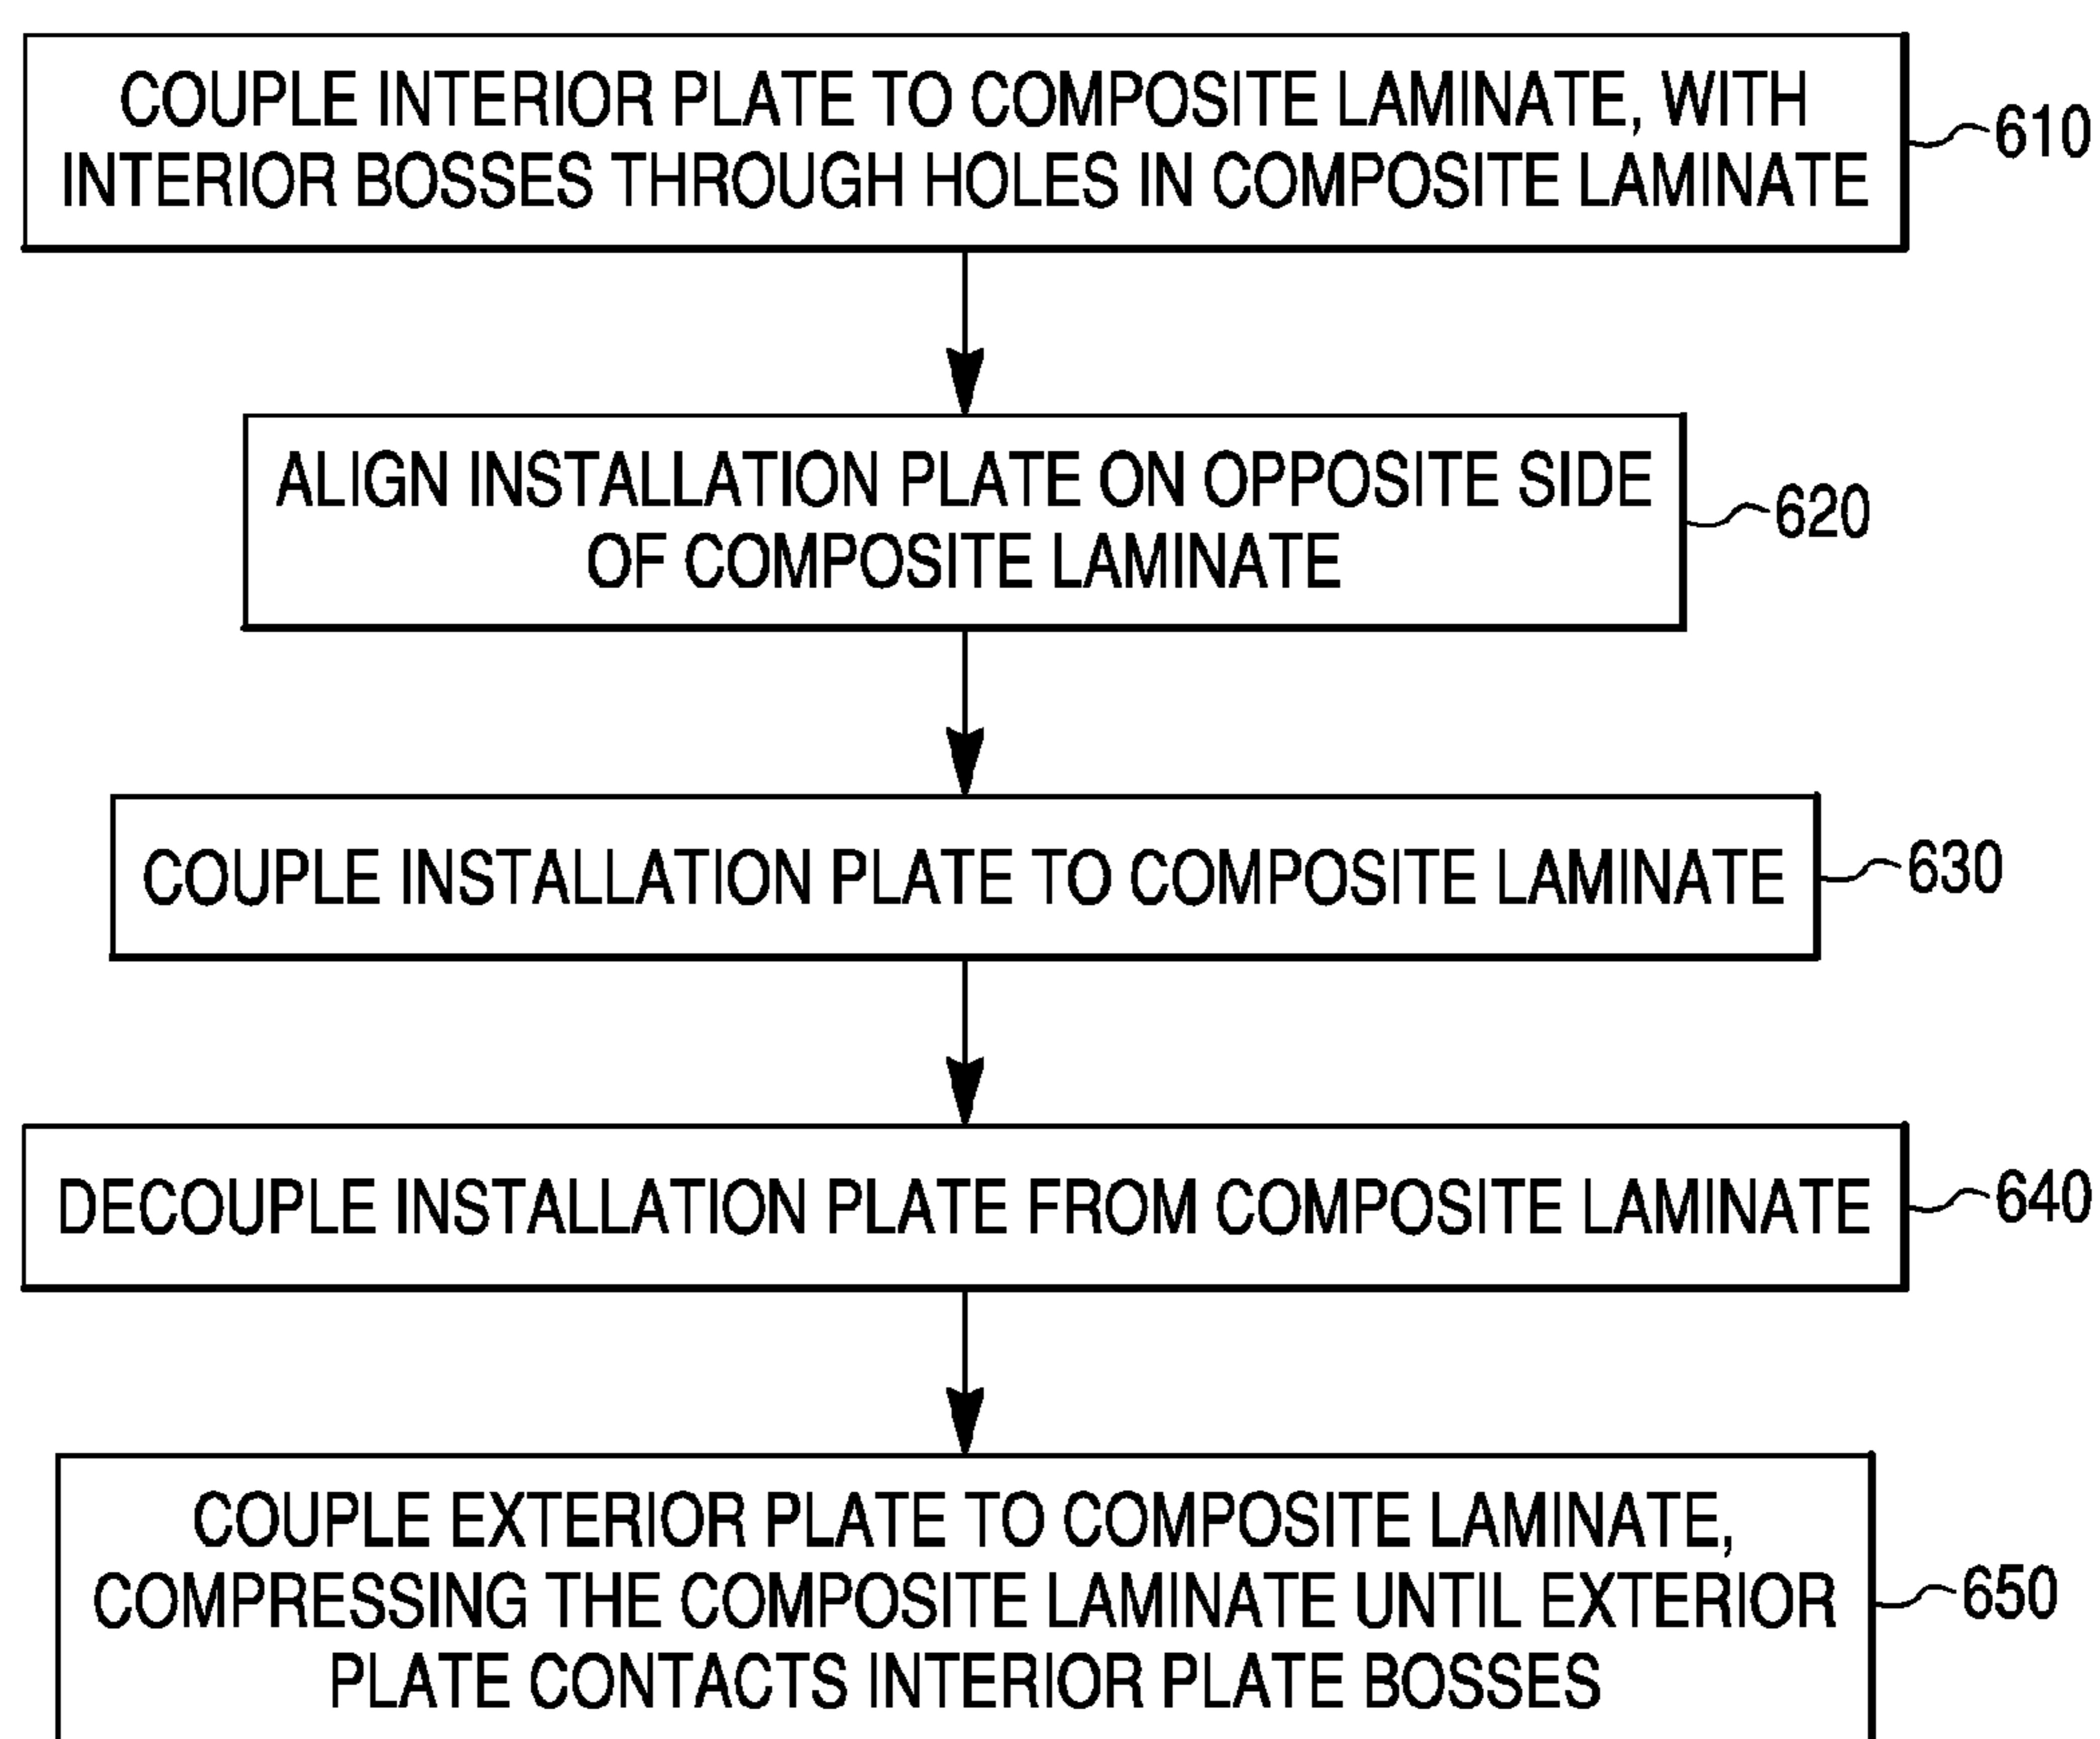 COUPLE INTERIOR PLATE TO COMPOSITE LAMINATE, WITH
INTERIOR BOSSES THROUGH HOLES IN COMPOSITE LAMINATE
610
ALIGN INSTALLATION PLATE ON OPPOSITE SIDE
OF COMPOSITE LAMINATE
620
COUPLE INSTALLATION PLATE TO COMPOSITE LAMINATE
630
DECOUPLE INSTALLATION PLATE FROM COMPOSITE LAMINATE
640
COUPLE EXTERIOR PLATE TO COMPOSITE LAMINATE,
COMPRESSING THE COMPOSITE LAMINATE UNTIL EXTERIOR
PLATE CONTACTS INTERIOR PLATE BOSSES
650